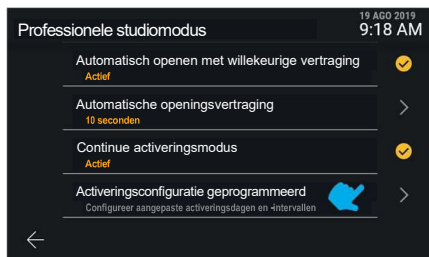 19 AGO 2019
Professionele studiomodus 9:18 AM
Automatisch openen met willekeurige vertraging
Actief
Automatische openingsvertraging
10 seconden
Continue activeringsmodus
Actief
Activeringsconfiguratie geprogrammeerd
Configureer aangepaste activeringsdagen en -intervallen